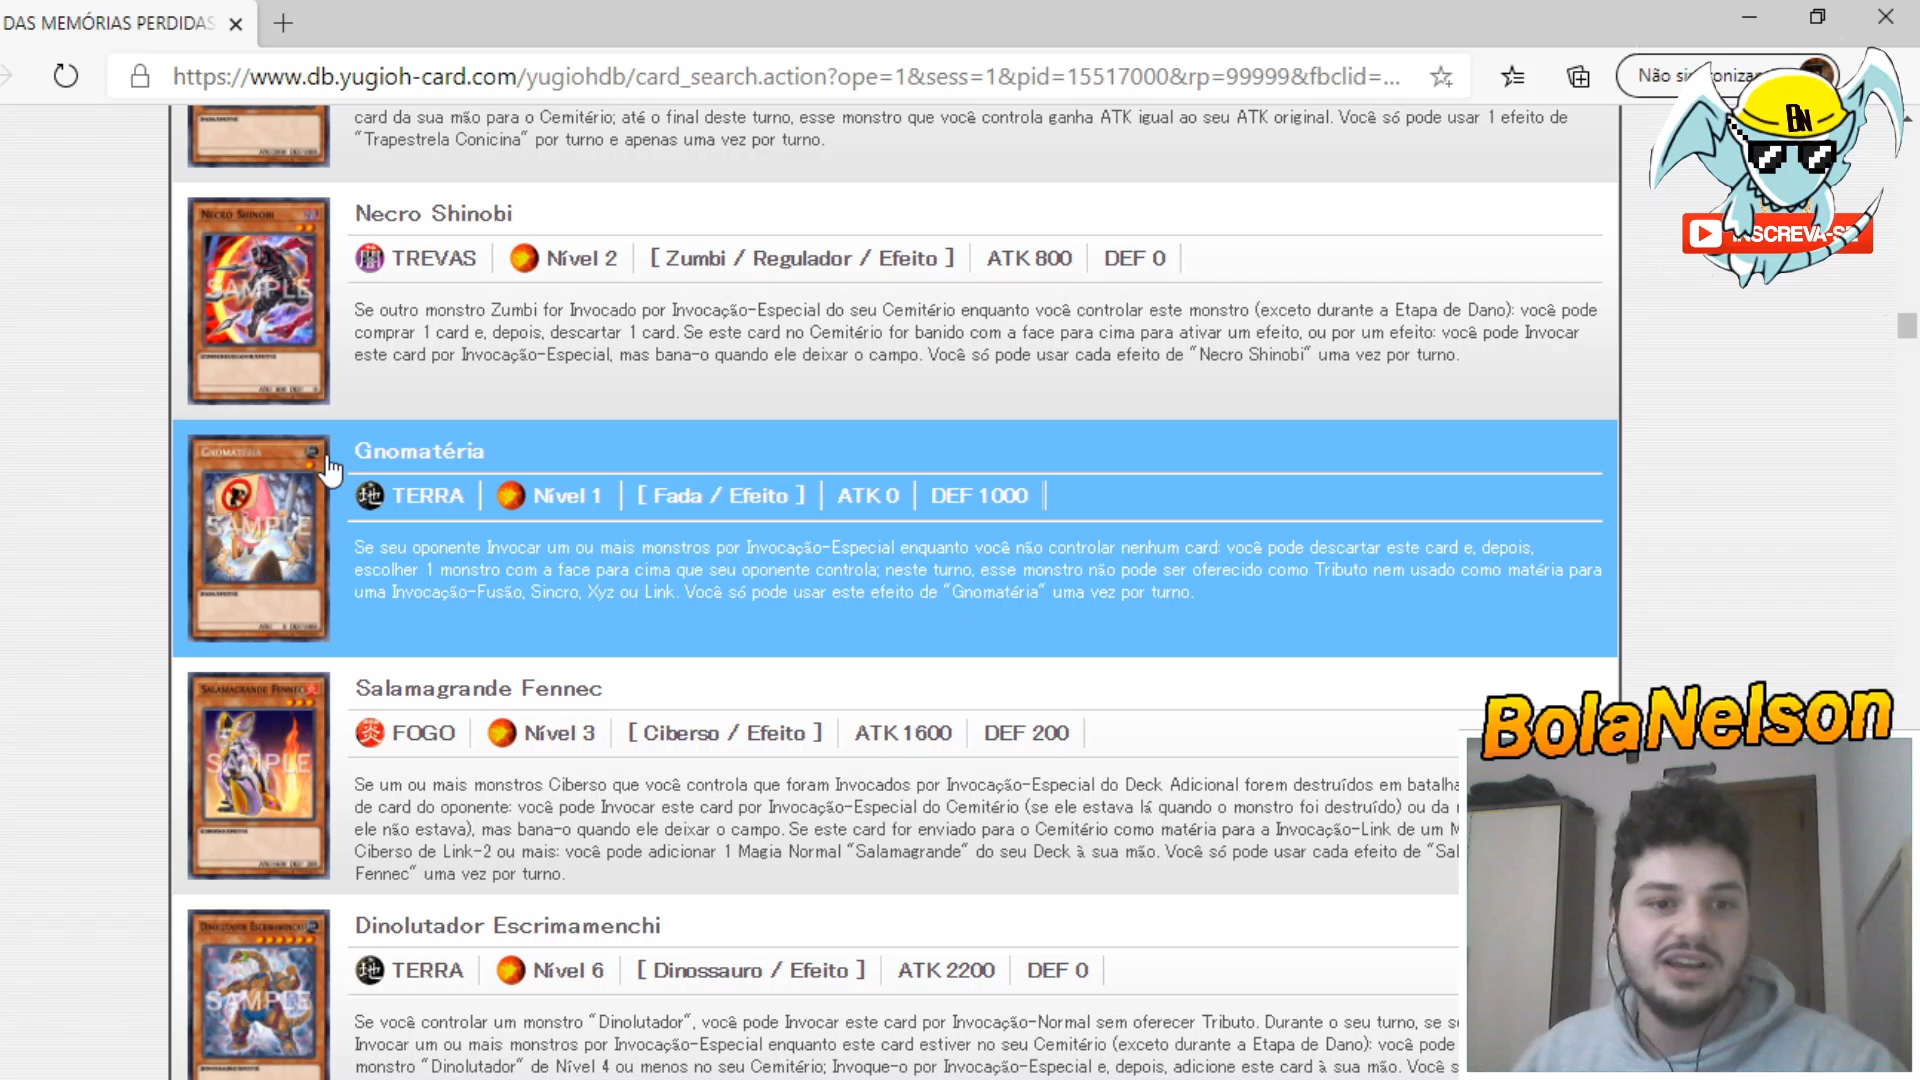 DAS MEMÓRIAS PERDIDAS
https://www.db.yugioh-card.com/yugiohdb/card_search.action?ope=1&sess=1&pid=15517000&rp=99999&fbclid=...
BN
INSCREVA-SE
card da sua mão para o Cemitério; até o final deste turno, esse monstro que você controla ganha ATK igual ao seu ATK original. Você só pode usar 1 efeito de
"Trapestrela Conicina" por turno e apenas uma vez por turno.
NECRO SHINOBI
SAMPLE
Necro Shinobi
TREVAS Nível 2 [ Zumbi / Regulador / Efeito ] ATK 800 DEF 0
Se outro monstro Zumbi for Invocado por Invocação-Especial do seu Cemitério enquanto você controlar este monstro (exceto durante a Etapa de Dano): você pode
comprar 1 card e, depois, descartar 1 card. Se este card no Cemitério for banido com a face para cima para ativar um efeito, ou por um efeito: você pode Invocar
este card por Invocação-Especial, mas bana-o quando ele deixar o campo. Você só pode usar cada efeito de "Necro Shinobi" uma vez por turno.
GNOMATÉRIA
SAMPLE
Gnomatéria
地 TERRA Nível 1 [ Fada / Efeito ] ATK 0 DEF 1000
Se seu oponente Invocar um ou mais monstros por Invocação-Especial enquanto você não controlar nenhum card: você pode descartar este card e, depois,
escolher 1 monstro com a face para cima que seu oponente controla; neste turno, esse monstro não pode ser oferecido como Tributo nem usado como matéria para
uma Invocação-Fusão, Sincro, Xyz ou Link. Você só pode usar este efeito de "Gnomatéria" uma vez por turno.
SALAMAGRANDE FENNEC
SAMPLE
Salamagrande Fennec
炎 FOGO Nível 3 [ Ciberso / Efeito ] ATK 1600 DEF 200
Se um ou mais monstros Ciberso que você controla que foram Invocados por Invocação-Especial do Deck Adicional forem destruídos em batalha
de card do oponente: você pode Invocar este card por Invocação-Especial do Cemitério (se ele estava lá quando o monstro foi destruído) ou da
ele não estava), mas bana-o quando ele deixar o campo. Se este card for enviado para o Cemitério como matéria para a Invocação-Link de um M
Ciberso de Link-2 ou mais: você pode adicionar 1 Magia Normal "Salamagrande" do seu Deck à sua mão. Você só pode usar cada efeito de "Sal
Fennec" uma vez por turno.
BolaNelson
DINOLUTADOR ESCRIMAMENCHI
SAMPLE
Dinolutador Escrimamenchi
地 TERRA Nível 6 [ Dinossauro / Efeito ] ATK 2200 DEF 0
Se você controlar um monstro "Dinolutador", você pode Invocar este card por Invocação-Normal sem oferecer Tributo. Durante o seu turno, se s
Invocar um ou mais monstros por Invocação-Especial enquanto este card estiver no seu Cemitério (exceto durante a Etapa de Dano): você pode
monstro "Dinolutador" de Nível 4 ou menos no seu Cemitério; Invoque-o por Invocação-Especial e, depois, adicione este card à sua mão. Você s